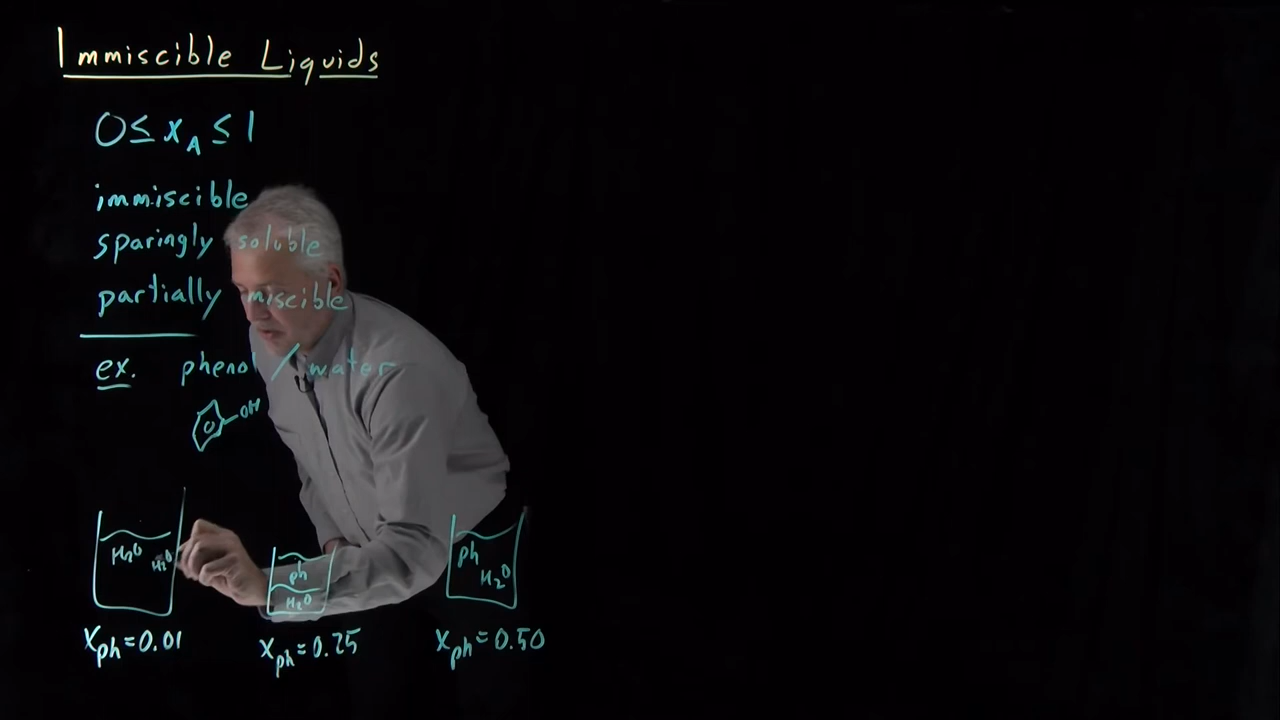 Immiscible Liquids
0 ≤ x_A ≤ 1
immiscible
sparingly soluble
partially miscible
ex. phenol / water
OH
H₂O H₂O
ph
H₂O
ph
H₂O
x_ph = 0.01
x_ph = 0.25
x_ph = 0.50